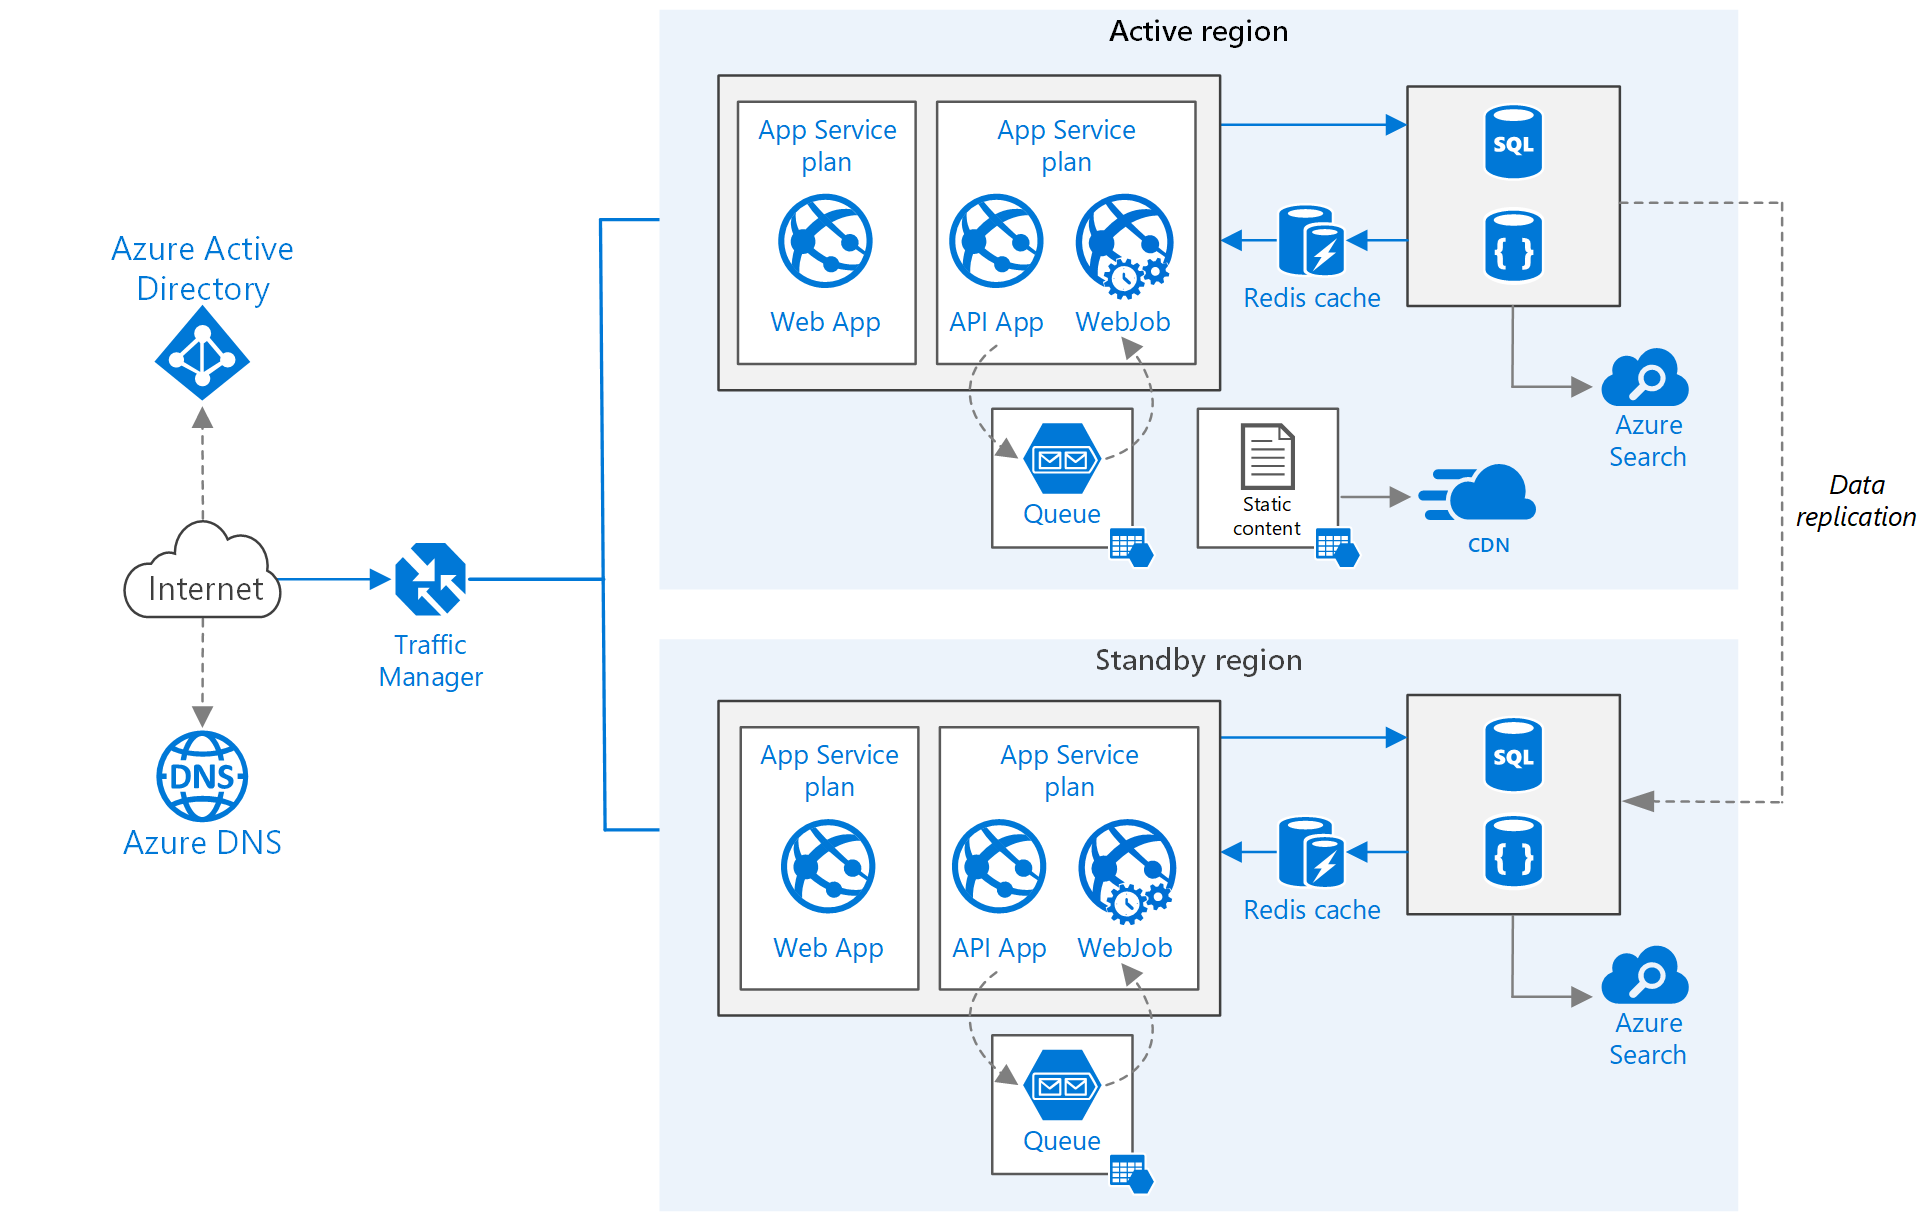 Active region
App Service
plan
Web App
App Service
plan
API App
WebJob
SQL
{ }
Redis cache
Azure
Search
Queue
Static
content
CDN
Data
replication
Azure Active
Directory
Internet
Traffic
Manager
DNS
Azure DNS
Standby region
App Service
plan
Web App
App Service
plan
API App
WebJob
SQL
{ }
Redis cache
Azure
Search
Queue